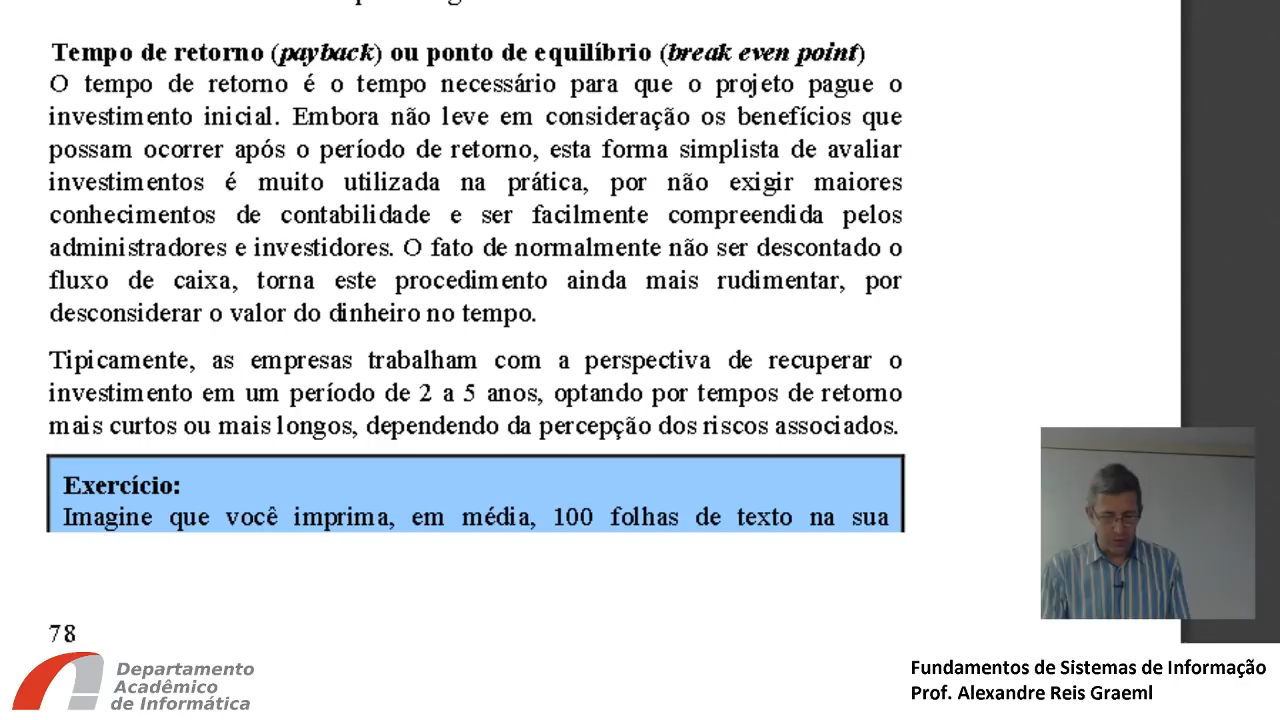 Tempo de retorno (payback) ou ponto de equilíbrio (break even point)
O tempo de retorno é o tempo necessário para que o projeto pague o
investimento inicial. Embora não leve em consideração os benefícios que
possam ocorrer após o período de retorno, esta forma simplista de avaliar
investimentos é muito utilizada na prática, por não exigir maiores
conhecimentos de contabilidade e ser facilmente compreendida pelos
administradores e investidores. O fato de normalmente não ser descontado o
fluxo de caixa, torna este procedimento ainda mais rudimentar, por
desconsiderar o valor do dinheiro no tempo.
Tipicamente, as empresas trabalham com a perspectiva de recuperar o
investimento em um período de 2 a 5 anos, optando por tempos de retorno
mais curtos ou mais longos, dependendo da percepção dos riscos associados.
Exercício:
Imagine que você imprima, em média, 100 folhas de texto na sua
78
Departamento
Acadêmico
de Informática
Fundamentos de Sistemas de Informação
Prof. Alexandre Reis Graeml